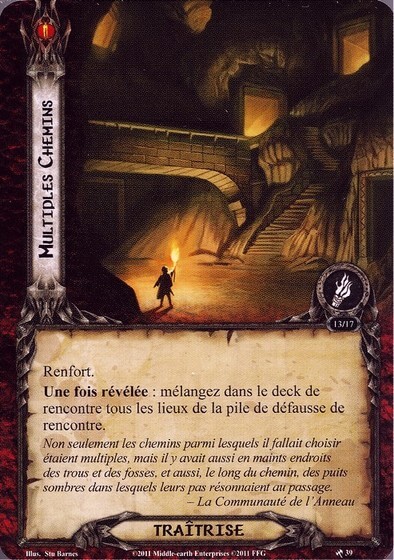 MULTIPLES CHEMINS
13/17
Renfort.
Une fois révélée : mélangez dans le deck de
rencontre tous les lieux de la pile de défausse de
rencontre.
Non seulement les chemins parmi lesquels il fallait choisir
étaient multiples, mais il y avait aussi en maints endroits
des trous et des fosses, et aussi, le long du chemin, des puits
sombres dans lesquels leurs pas résonnaient au passage.
– La Communauté de l'Anneau
TRAÎTRISE
Illus. Stu Barnes
©2011 Middle-earth Enterprises ©2011 FFG
39